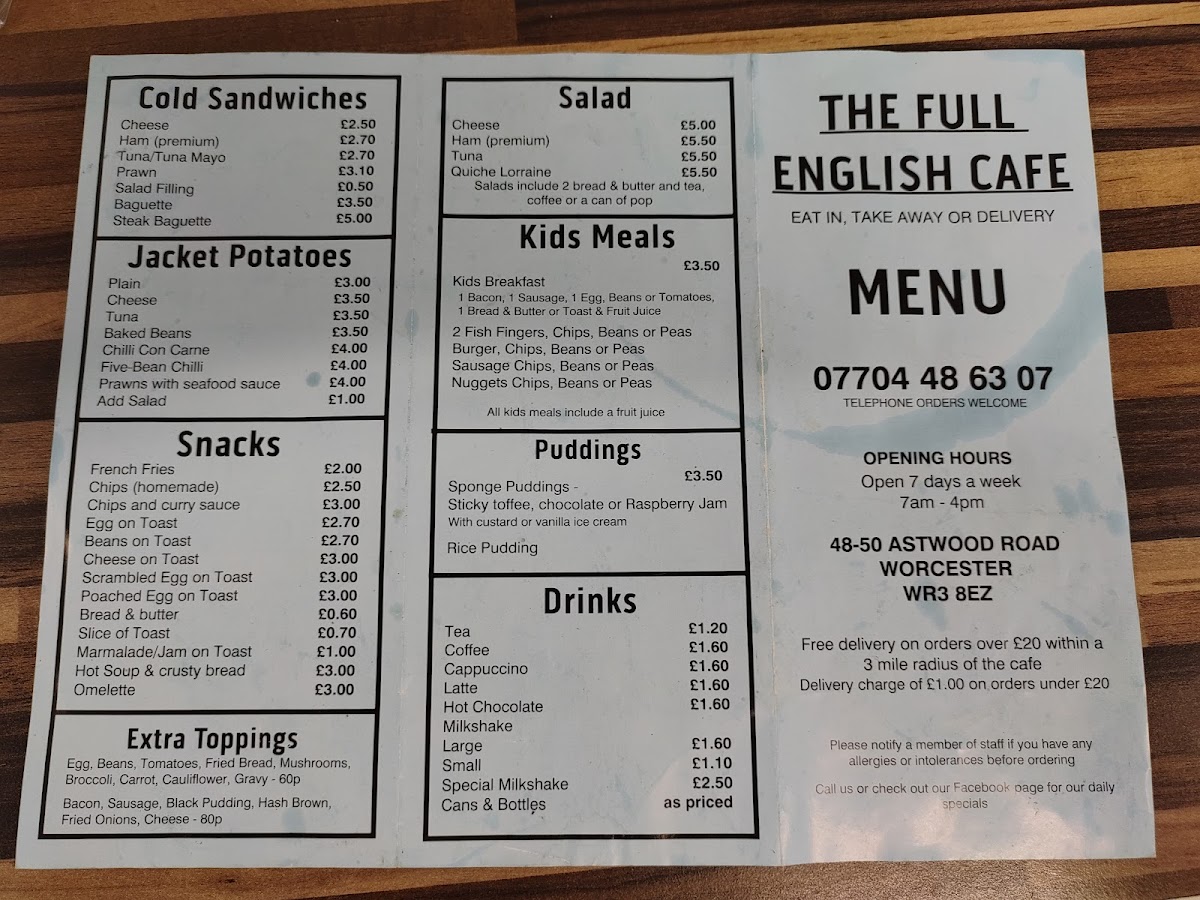 Cold Sandwiches
Cheese £2.50
Ham (premium) £2.70
Tuna/Tuna Mayo £2.70
Prawn £3.10
Salad Filling £0.50
Baguette £3.50
Steak Baguette £5.00
Jacket Potatoes
Plain £3.00
Cheese £3.50
Tuna £3.50
Baked Beans £3.50
Chilli Con Carne £4.00
Five-Bean Chilli £4.00
Prawns with seafood sauce £4.00
Add Salad £1.00
Snacks
French Fries £2.00
Chips (homemade) £2.50
Chips and curry sauce £3.00
Egg on Toast £2.70
Beans on Toast £2.70
Cheese on Toast £3.00
Scrambled Egg on Toast £3.00
Poached Egg on Toast £3.00
Bread & butter £0.60
Slice of Toast £0.70
Marmalade/Jam on Toast £1.00
Hot Soup & crusty bread £3.00
Omelette £3.00
Extra Toppings
Egg, Beans, Tomatoes, Fried Bread, Mushrooms,
Broccoli, Carrot, Cauliflower, Gravy - 60p
Bacon, Sausage, Black Pudding, Hash Brown,
Fried Onions, Cheese - 80p
Salad
Cheese £5.00
Ham (premium) £5.50
Tuna £5.50
Quiche Lorraine £5.50
Salads include 2 bread & butter and tea,
coffee or a can of pop
Kids Meals
£3.50
Kids Breakfast
1 Bacon, 1 Sausage, 1 Egg, Beans or Tomatoes,
1 Bread & Butter or Toast & Fruit Juice
2 Fish Fingers, Chips, Beans or Peas
Burger, Chips, Beans or Peas
Sausage Chips, Beans or Peas
Nuggets Chips, Beans or Peas
All kids meals include a fruit juice
Puddings
£3.50
Sponge Puddings -
Sticky toffee, chocolate or Raspberry Jam
With custard or vanilla ice cream
Rice Pudding
Drinks
Tea £1.20
Coffee £1.60
Cappuccino £1.60
Latte £1.60
Hot Chocolate £1.60
Milkshake
Large £1.60
Small £1.10
Special Milkshake £2.50
Cans & Bottles as priced
THE FULL
ENGLISH CAFE
EAT IN, TAKE AWAY OR DELIVERY
MENU
07704 48 63 07
TELEPHONE ORDERS WELCOME
OPENING HOURS
Open 7 days a week
7am - 4pm
48-50 ASTWOOD ROAD
WORCESTER
WR3 8EZ
Free delivery on orders over £20 within a
3 mile radius of the cafe
Delivery charge of £1.00 on orders under £20
Please notify a member of staff if you have any
allergies or intolerances before ordering
Call us or check out our Facebook page for our daily
specials